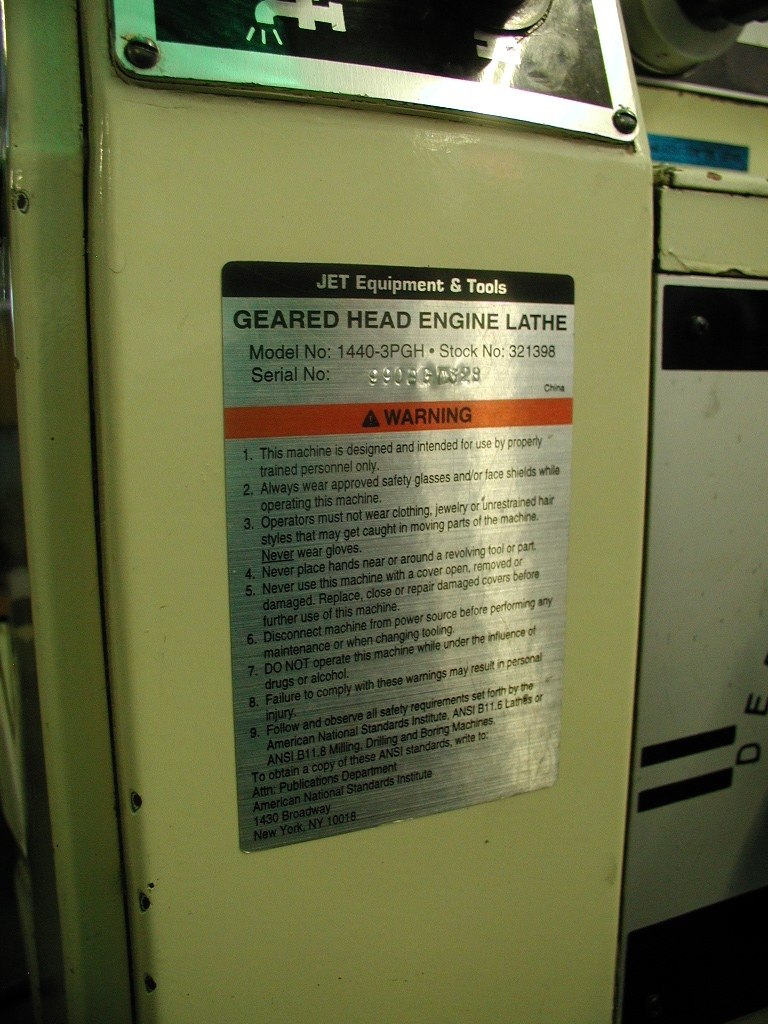 JET Equipment & Tools
GEARED HEAD ENGINE LATHE
Model No: 1440-3PGH • Stock No: 321398
Serial No:
China
WARNING
1. This machine is designed and intended for use by properly
trained personnel only.
2. Always wear approved safety glasses and/or face shields while
operating this machine.
3. Operators must not wear clothing, jewelry or unrestrained hair
styles that may get caught in moving parts of the machine.
Never wear gloves.
4. Never place hands near or around a revolving tool or part.
5. Never use this machine with a cover open, removed or
damaged. Replace, close or repair damaged covers before
further use of this machine.
6. Disconnect machine from power source before performing any
maintenance or when changing tooling.
7. DO NOT operate this machine while under the influence of
drugs or alcohol.
8. Failure to comply with these warnings may result in personal
injury.
9. Follow and observe all safety requirements set forth by the
American National Standards Institute, ANSI B11.6 Lathes or
ANSI B11.8 Milling, Drilling and Boring Machines.
To obtain a copy of these ANSI standards, write to:
Attn: Publications Department
American National Standards Institute
1430 Broadway
New York, NY 10018